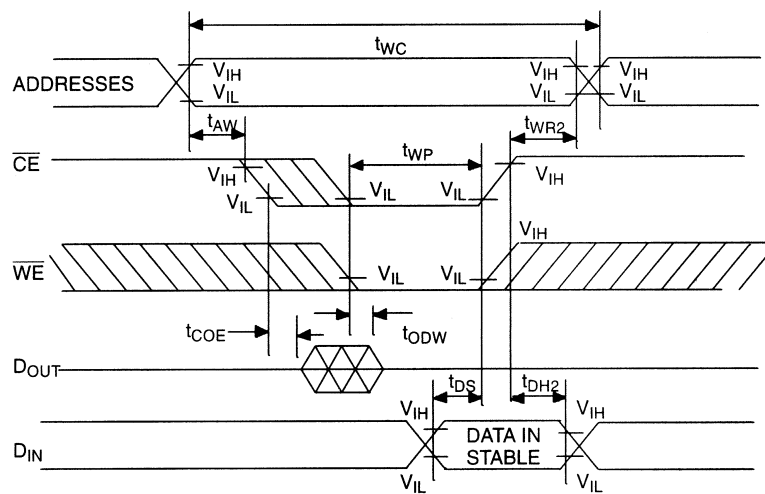 tWC
ADDRESSES VIH VIH VIH
VIL VIL VIL
tAW tWR2
CE tWP
VIH VIH
VIL VIL VIL
VIH
WE VIL VIL
tCOE tODW
DOUT
tDS tDH2
VIH VIH
DIN DATA IN
STABLE
VIL VIL